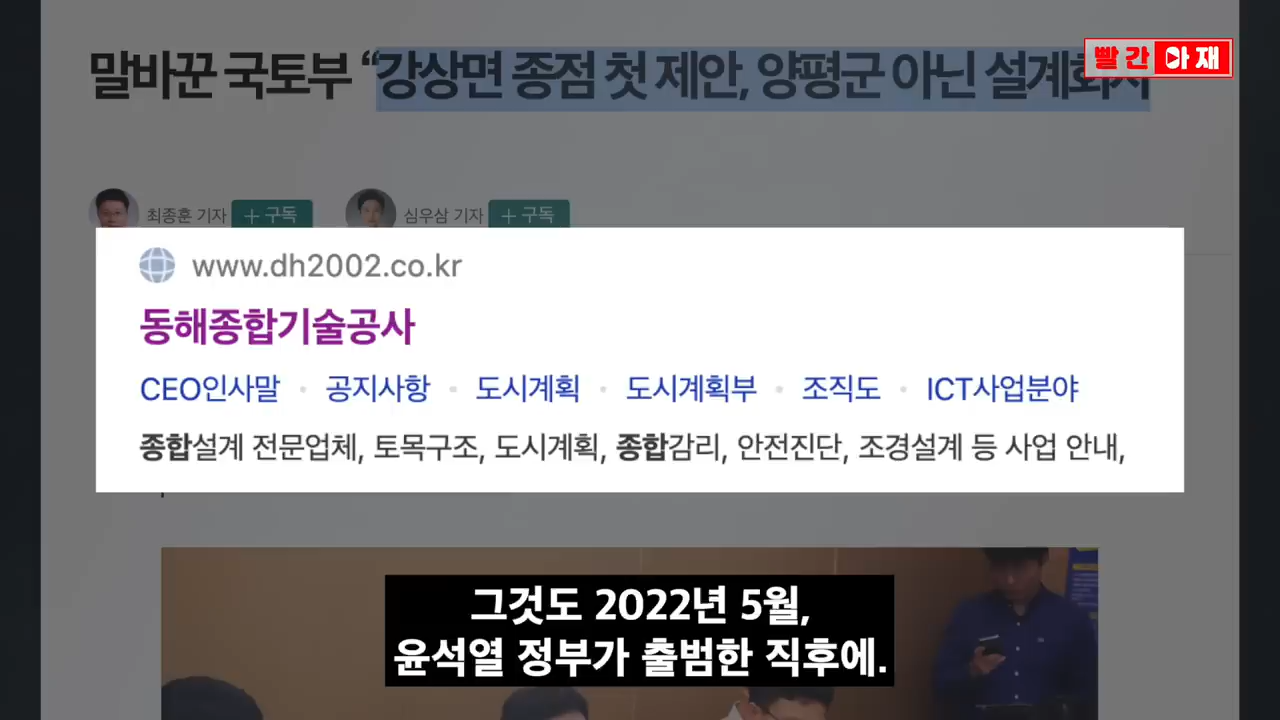 말바꾼 국토부 “강상면 종점 첫 제안, 양평군 아닌 설계회사
빨간아재
최종훈 기자 + 구독 심우삼 기자 + 구독
www.dh2002.co.kr
동해종합기술공사
CEO인사말 · 공지사항 · 도시계획 · 도시계획부 · 조직도 · ICT사업분야
종합설계 전문업체, 토목구조, 도시계획, 종합감리, 안전진단, 조경설계 등 사업 안내,
그것도 2022년 5월,
윤석열 정부가 출범한 직후에.